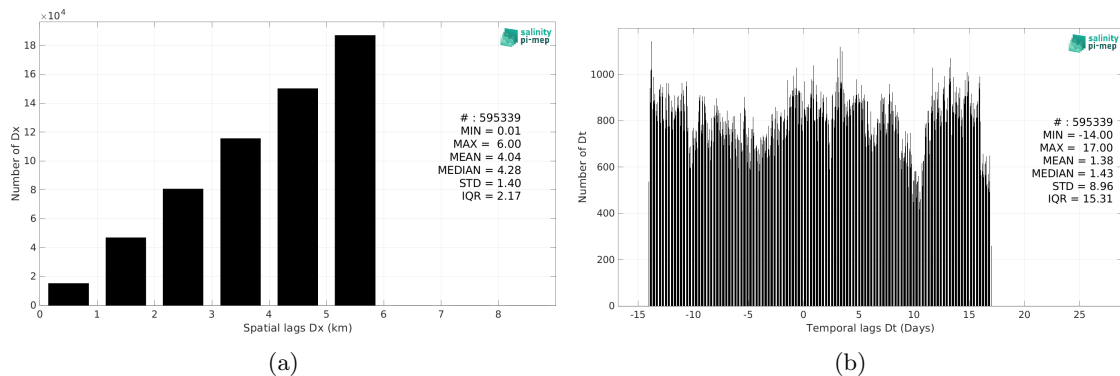 ×10⁴
18
16
14
12
10
8
6
4
2
0
Number of Dx
salinity
pi-mep
# : 595339
MIN = 0.01
MAX = 6.00
MEAN = 4.04
MEDIAN = 4.28
STD = 1.40
IQR = 2.17
0 1 2 3 4 5 6 7 8
Spatial lags Dx (km)
(a)
1000
800
600
400
200
0
Number of Dt
salinity
pi-mep
# : 595339
MIN = -14.00
MAX = 17.00
MEAN = 1.38
MEDIAN = 1.43
STD = 8.96
IQR = 15.31
-15 -10 -5 0 5 10 15 20 25
Temporal lags Dt (Days)
(b)